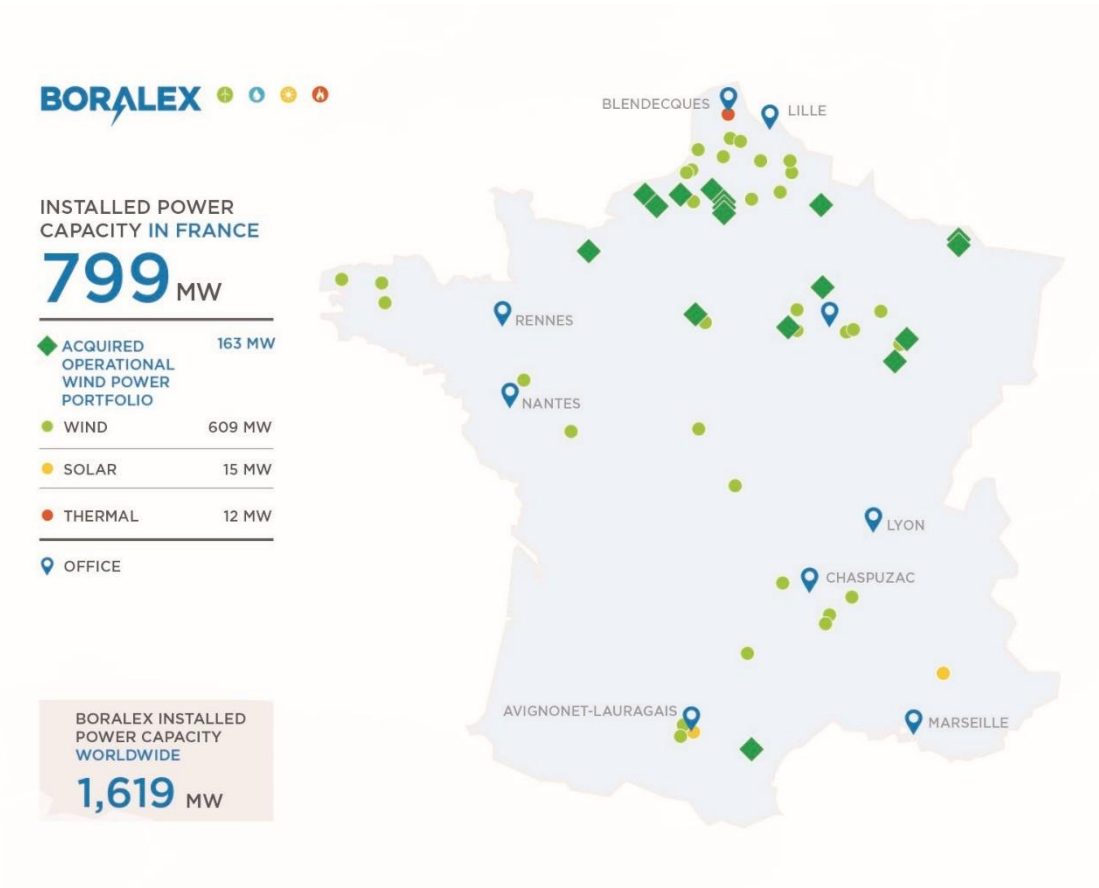 BORALEX
INSTALLED POWER
CAPACITY IN FRANCE
799 MW
ACQUIRED 163 MW
OPERATIONAL
WIND POWER
PORTFOLIO
WIND 609 MW
SOLAR 15 MW
THERMAL 12 MW
OFFICE
BORALEX INSTALLED
POWER CAPACITY
WORLDWIDE
1,619 MW
BLENDECQUES
LILLE
RENNES
NANTES
LYON
CHASPUZAC
AVIGNONET-LAURAGAIS
MARSEILLE